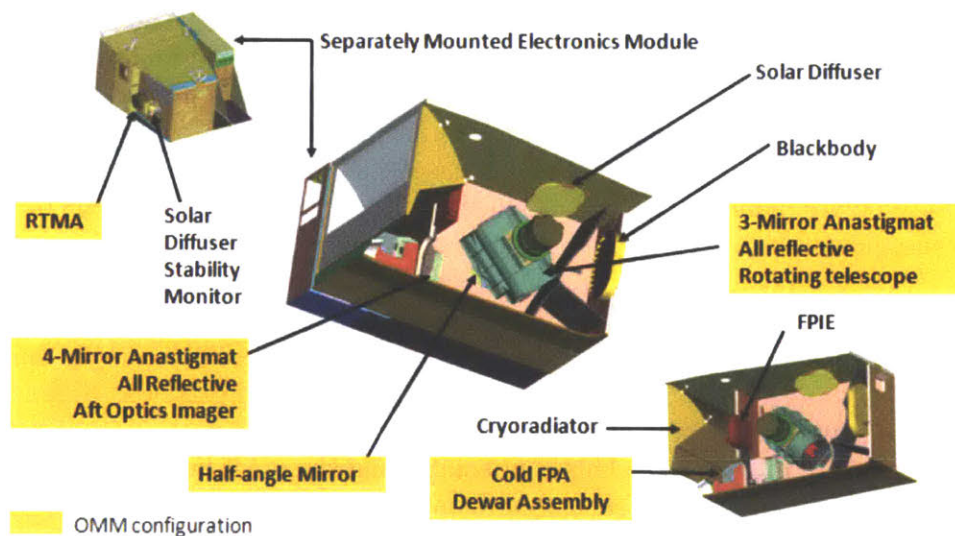 Separately Mounted Electronics Module
Solar Diffuser
Blackbody
RTMA
Solar
Diffuser
Stability
Monitor
3-Mirror Anastigmat
All reflective
Rotating telescope
FPIE
4-Mirror Anastigmat
All Reflective
Aft Optics Imager
Cryoradiator
Half-angle Mirror
Cold FPA
Dewar Assembly
OMM configuration